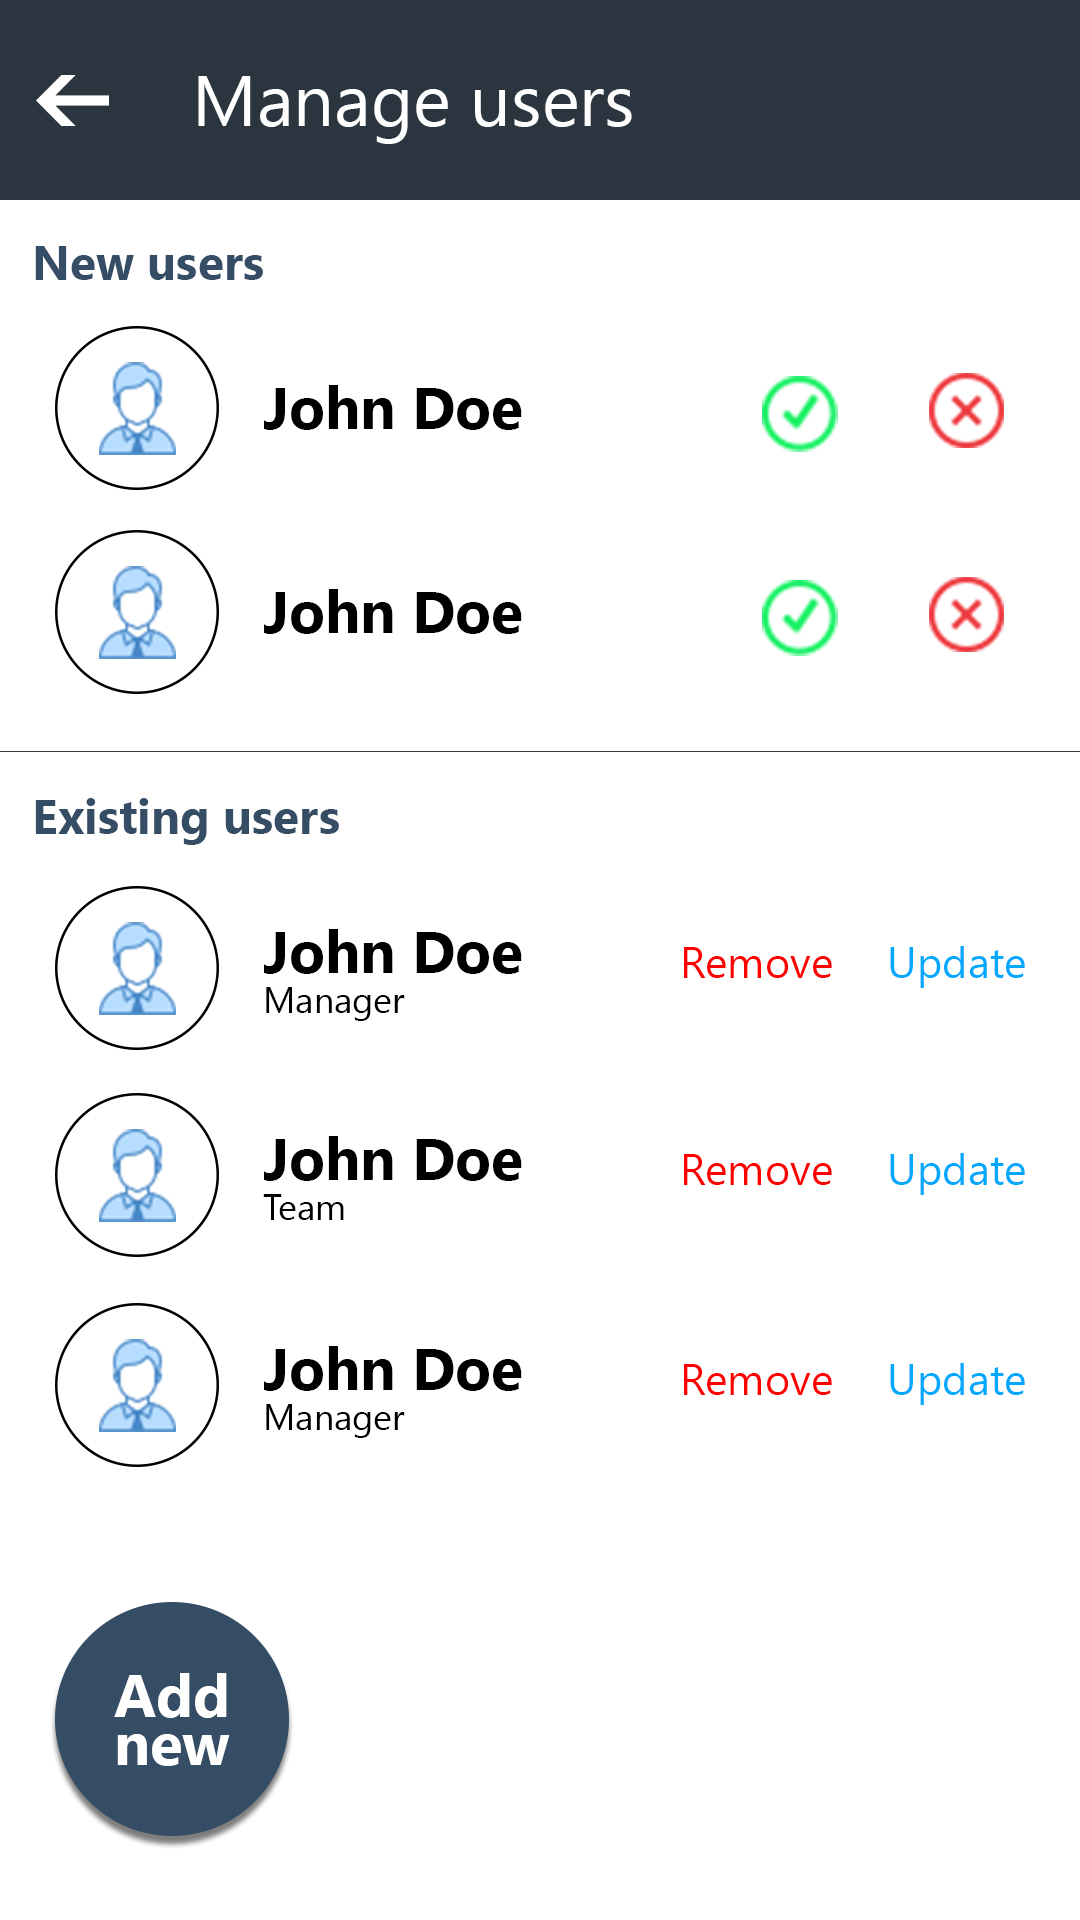 Manage users
New users
John Doe
John Doe
Existing users
John Doe
Manager
Remove Update
John Doe
Team
Remove Update
John Doe
Manager
Remove Update
Add
new